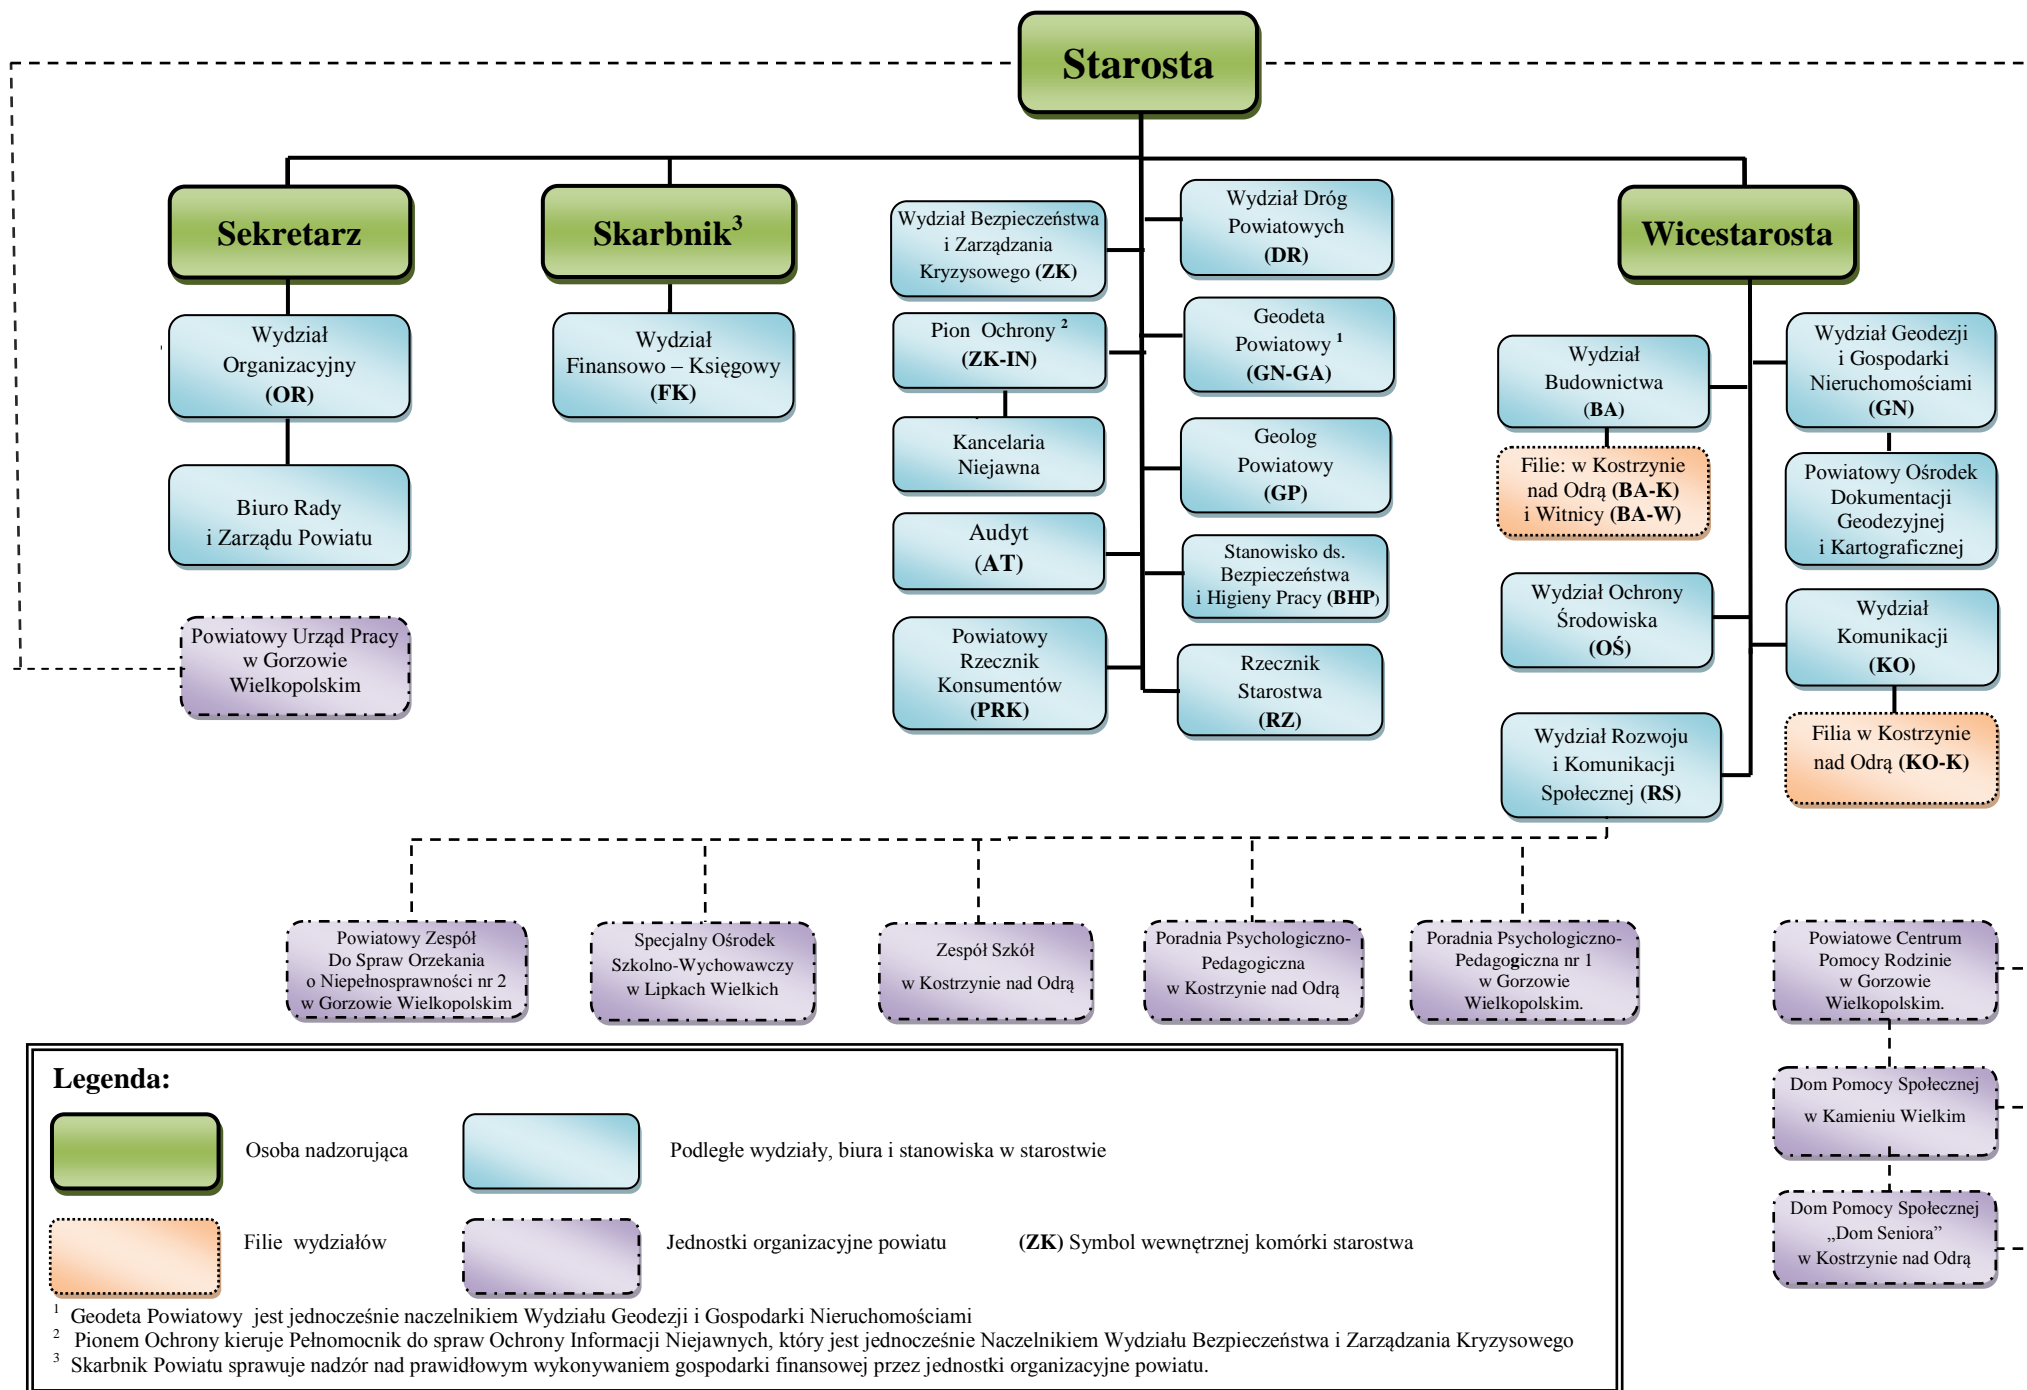 Starosta
Sekretarz
Skarbnik³
Wicestarosta
Wydział
Organizacyjny
(OR)
Biuro Rady
i Zarządu Powiatu
Powiatowy Urząd Pracy
w Gorzowie
Wielkopolskim
Wydział
Finansowo – Księgowy
(FK)
Wydział Bezpieczeństwa
i Zarządzania
Kryzysowego (ZK)
Pion Ochrony ²
(ZK-IN)
Kancelaria
Niejawna
Audyt
(AT)
Powiatowy
Rzecznik
Konsumentów
(PRK)
Wydział Dróg
Powiatowych
(DR)
Geodeta
Powiatowy ¹
(GN-GA)
Geolog
Powiatowy
(GP)
Stanowisko ds.
Bezpieczeństwa
i Higieny Pracy (BHP)
Rzecznik
Starostwa
(RZ)
Wydział
Budownictwa
(BA)
Filie: w Kostrzynie
nad Odrą (BA-K)
i Witnicy (BA-W)
Wydział Ochrony
Środowiska
(OŚ)
Wydział Rozwoju
i Komunikacji
Społecznej (RS)
Wydział Geodezji
i Gospodarki
Nieruchomościami
(GN)
Powiatowy Ośrodek
Dokumentacji
Geodezyjnej
i Kartograficznej
Wydział
Komunikacji
(KO)
Filia w Kostrzynie
nad Odrą (KO-K)
Powiatowy Zespół
Do Spraw Orzekania
o Niepełnosprawności nr 2
w Gorzowie Wielkopolskim
Specjalny Ośrodek
Szkolno-Wychowawczy
w Lipkach Wielkich
Zespół Szkół
w Kostrzynie nad Odrą
Poradnia Psychologiczno-
Pedagogiczna
w Kostrzynie nad Odrą
Poradnia Psychologiczno-
Pedagogiczna nr 1
w Gorzowie
Wielkopolskim.
Powiatowe Centrum
Pomocy Rodzinie
w Gorzowie
Wielkopolskim.
Dom Pomocy Społecznej
w Kamieniu Wielkim
Dom Pomocy Społecznej
„Dom Seniora”
w Kostrzynie nad Odrą
Legenda:
Osoba nadzorująca
Podległe wydziały, biura i stanowiska w starostwie
Filie wydziałów
Jednostki organizacyjne powiatu
(ZK) Symbol wewnętrznej komórki starostwa
¹ Geodeta Powiatowy jest jednocześnie naczelnikiem Wydziału Geodezji i Gospodarki Nieruchomościami
² Pionem Ochrony kieruje Pełnomocnik do spraw Ochrony Informacji Niejawnych, który jest jednocześnie Naczelnikiem Wydziału Bezpieczeństwa i Zarządzania Kryzysowego
³ Skarbnik Powiatu sprawuje nadzór nad prawidłowym wykonywaniem gospodarki finansowej przez jednostki organizacyjne powiatu.